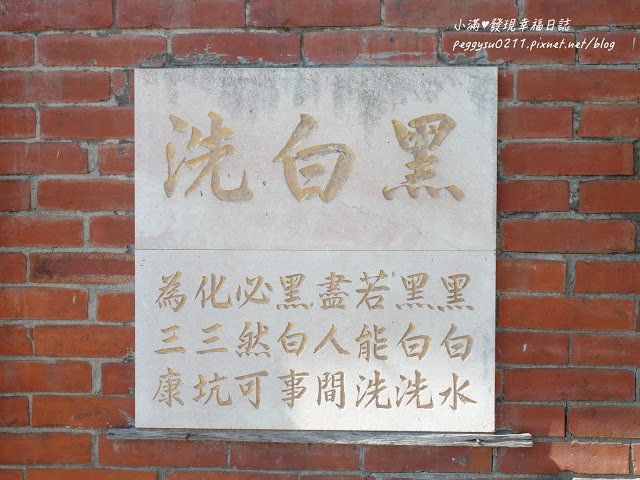 小滿♥發現幸福日誌
peggysu0211.pixnet.net/blog
黑白洗
黑白水
黑白洗
若能洗
盡人間
黑白事
必然可
化三坑
為三康